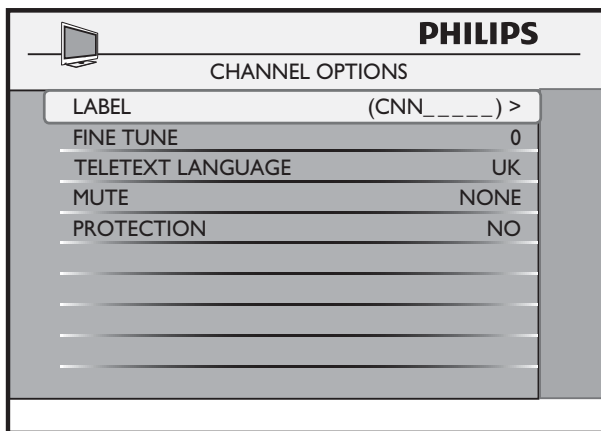 PHILIPS
CHANNEL OPTIONS
LABEL (CNN_____) >
FINE TUNE 0
TELETEXT LANGUAGE UK
MUTE NONE
PROTECTION NO